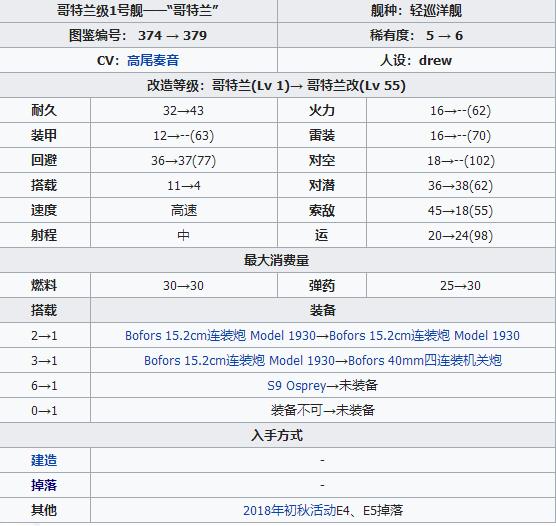 哥特兰级1号舰——“哥特兰” 舰种：轻巡洋舰
图鉴编号： 374 → 379 稀有度： 5 → 6
CV：高尾奏音 人设：drew
改造等级：哥特兰(Lv 1)→ 哥特兰改(Lv 55)
耐久 32→43 火力 16→--(62)
装甲 12→--(63) 雷装 16→--(70)
回避 36→37(77) 对空 18→--(102)
搭载 11→4 对潜 36→38(62)
速度 高速 索敌 45→18(55)
射程 中 运 20→24(98)
最大消费量
燃料 30→30 弹药 25→30
搭载 装备
2→1 Bofors 15.2cm连装炮 Model 1930→Bofors 15.2cm连装炮 Model 1930
3→1 Bofors 15.2cm连装炮 Model 1930→Bofors 40mm四连装机关炮
6→1 S9 Osprey→未装备
0→1 装备不可→未装备
入手方式
建造 -
掉落 -
其他 2018年初秋活动E4、E5掉落